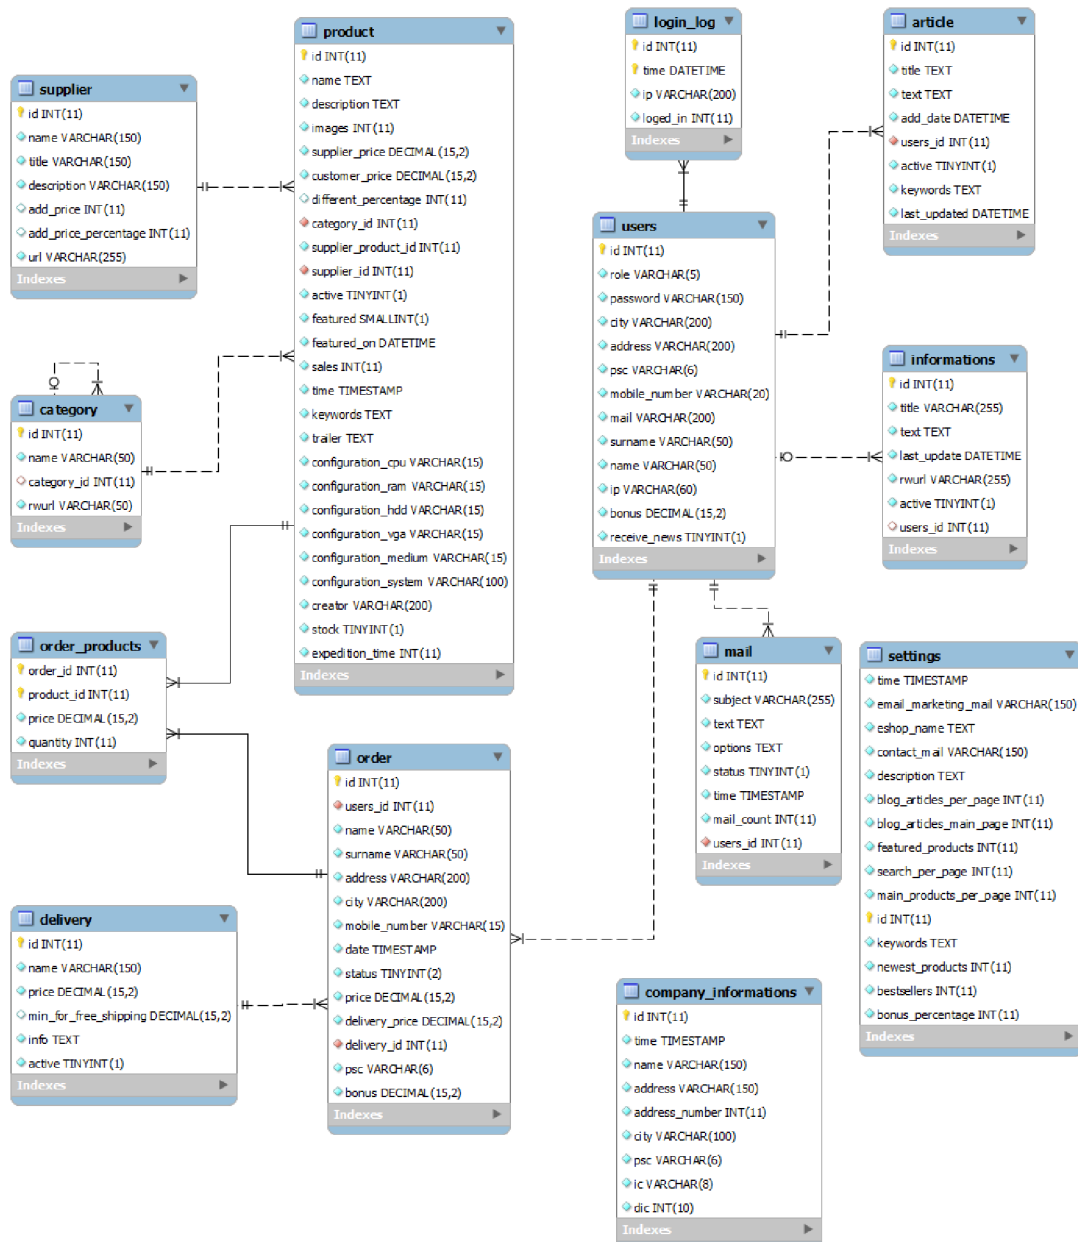 supplier
id INT(11)
name VARCHAR(150)
title VARCHAR(150)
description VARCHAR(150)
add_price INT(11)
add_price_percentage INT(11)
url VARCHAR(255)
Indexes
product
id INT(11)
name TEXT
description TEXT
images INT(11)
supplier_price DECIMAL(15,2)
customer_price DECIMAL(15,2)
different_percentage INT(11)
category_id INT(11)
supplier_product_id INT(11)
supplier_id INT(11)
active TINYINT(1)
featured SMALLINT(1)
featured_on DATETIME
sales INT(11)
time TIMESTAMP
keywords TEXT
trailer TEXT
configuration_cpu VARCHAR(15)
configuration_ram VARCHAR(15)
configuration_hdd VARCHAR(15)
configuration_vga VARCHAR(15)
configuration_medium VARCHAR(15)
configuration_system VARCHAR(100)
creator VARCHAR(200)
stock TINYINT(1)
expedition_time INT(11)
Indexes
login_log
id INT(11)
time DATETIME
ip VARCHAR(200)
loged_in INT(11)
Indexes
article
id INT(11)
title TEXT
text TEXT
add_date DATETIME
users_id INT(11)
active TINYINT(1)
keywords TEXT
last_updated DATETIME
Indexes
users
id INT(11)
role VARCHAR(5)
password VARCHAR(150)
city VARCHAR(200)
address VARCHAR(200)
psc VARCHAR(6)
mobile_number VARCHAR(20)
mail VARCHAR(200)
surname VARCHAR(50)
name VARCHAR(50)
ip VARCHAR(60)
bonus DECIMAL(15,2)
receive_news TINYINT(1)
Indexes
informations
id INT(11)
title VARCHAR(255)
text TEXT
last_update DATETIME
rwurl VARCHAR(255)
active TINYINT(1)
users_id INT(11)
Indexes
category
id INT(11)
name VARCHAR(50)
category_id INT(11)
rwurl VARCHAR(50)
Indexes
order_products
order_id INT(11)
product_id INT(11)
price DECIMAL(15,2)
quantity INT(11)
Indexes
order
id INT(11)
users_id INT(11)
name VARCHAR(50)
surname VARCHAR(50)
address VARCHAR(200)
city VARCHAR(200)
mobile_number VARCHAR(15)
date TIMESTAMP
status TINYINT(2)
price DECIMAL(15,2)
delivery_price DECIMAL(15,2)
delivery_id INT(11)
psc VARCHAR(6)
bonus DECIMAL(15,2)
Indexes
mail
id INT(11)
subject VARCHAR(255)
text TEXT
options TEXT
status TINYINT(1)
time TIMESTAMP
mail_count INT(11)
users_id INT(11)
Indexes
settings
time TIMESTAMP
email_marketing_mail VARCHAR(150)
eshop_name TEXT
contact_mail VARCHAR(150)
description TEXT
blog_articles_per_page INT(11)
blog_articles_main_page INT(11)
featured_products INT(11)
search_per_page INT(11)
main_products_per_page INT(11)
id INT(11)
keywords TEXT
newest_products INT(11)
bestsellers INT(11)
bonus_percentage INT(11)
Indexes
delivery
id INT(11)
name VARCHAR(150)
price DECIMAL(15,2)
min_for_free_shipping DECIMAL(15,2)
info TEXT
active TINYINT(1)
Indexes
company_informations
id INT(11)
time TIMESTAMP
name VARCHAR(150)
address VARCHAR(150)
address_number INT(11)
city VARCHAR(100)
psc VARCHAR(6)
ic VARCHAR(8)
dic INT(10)
Indexes